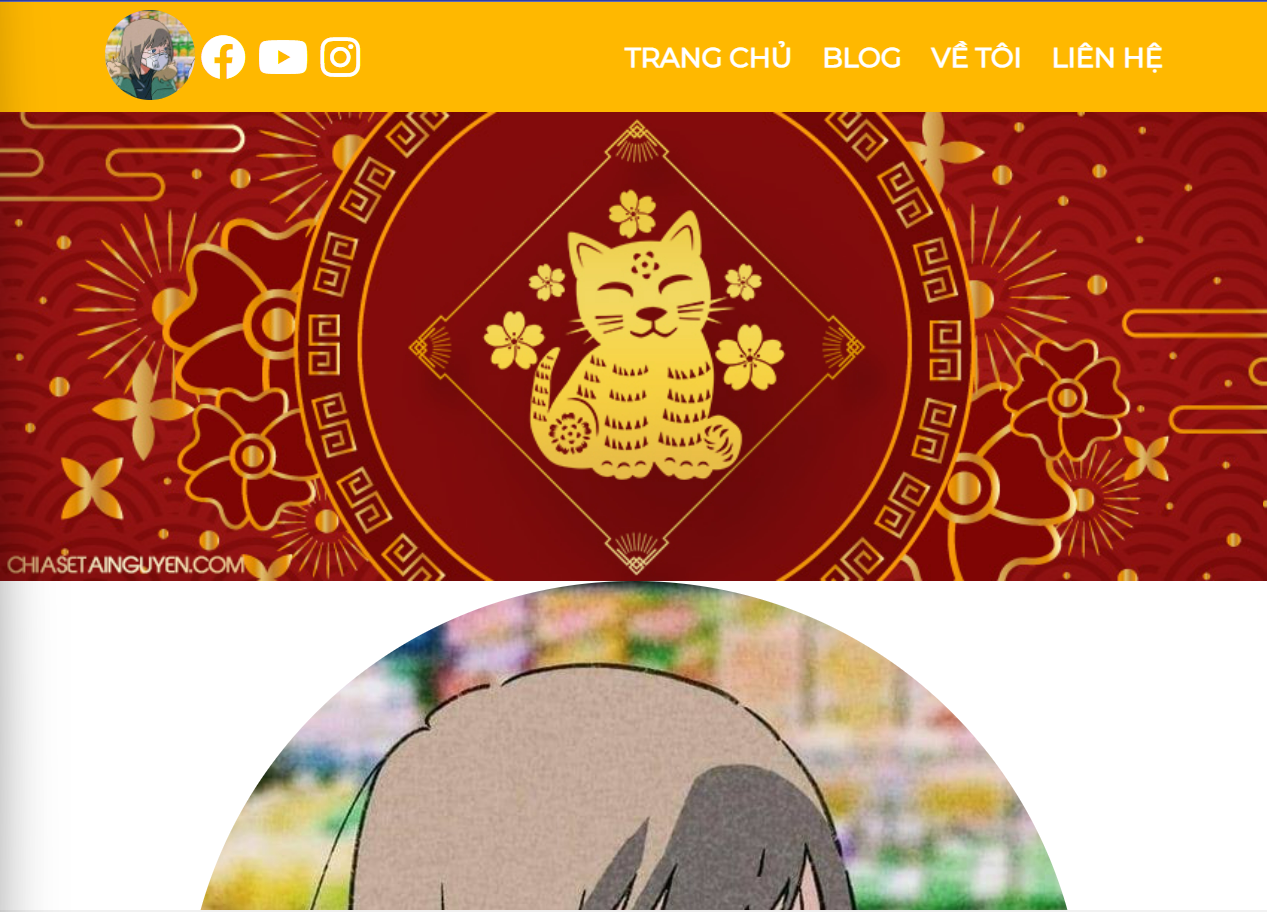 TRANG CHỦ BLOG VỀ TÔI LIÊN HỆ
CHIASETAINGUYEN.COM